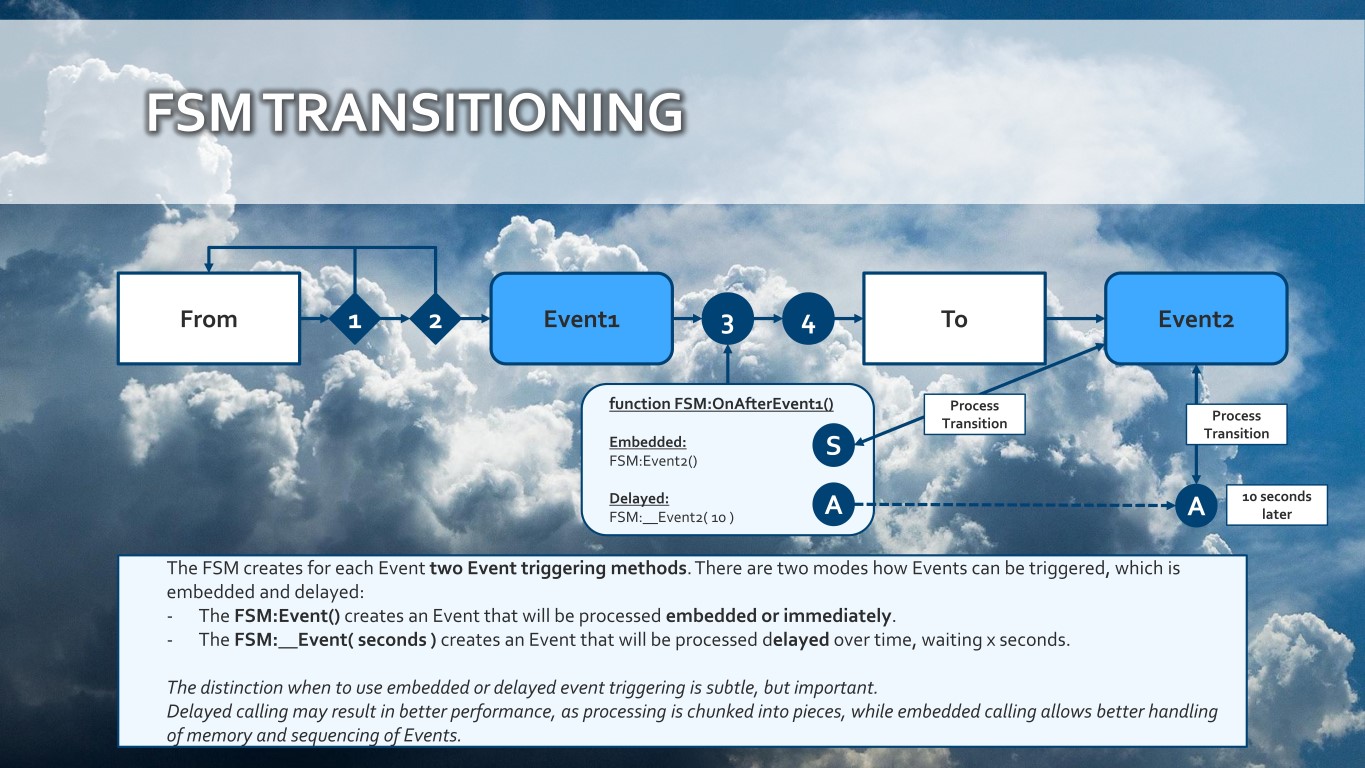 FSM TRANSITIONING
From
1
2
Event1
3
4
To
Event2
function FSM:OnAfterEvent1()
Embedded:
FSM:Event2()
S
Delayed:
FSM:__Event2( 10 )
A
Process
Transition
Process
Transition
A
10 seconds
later
The FSM creates for each Event two Event triggering methods. There are two modes how Events can be triggered, which is
embedded and delayed:
- The FSM:Event() creates an Event that will be processed embedded or immediately.
- The FSM:__Event( seconds ) creates an Event that will be processed delayed over time, waiting x seconds.
The distinction when to use embedded or delayed event triggering is subtle, but important.
Delayed calling may result in better performance, as processing is chunked into pieces, while embedded calling allows better handling
of memory and sequencing of Events.